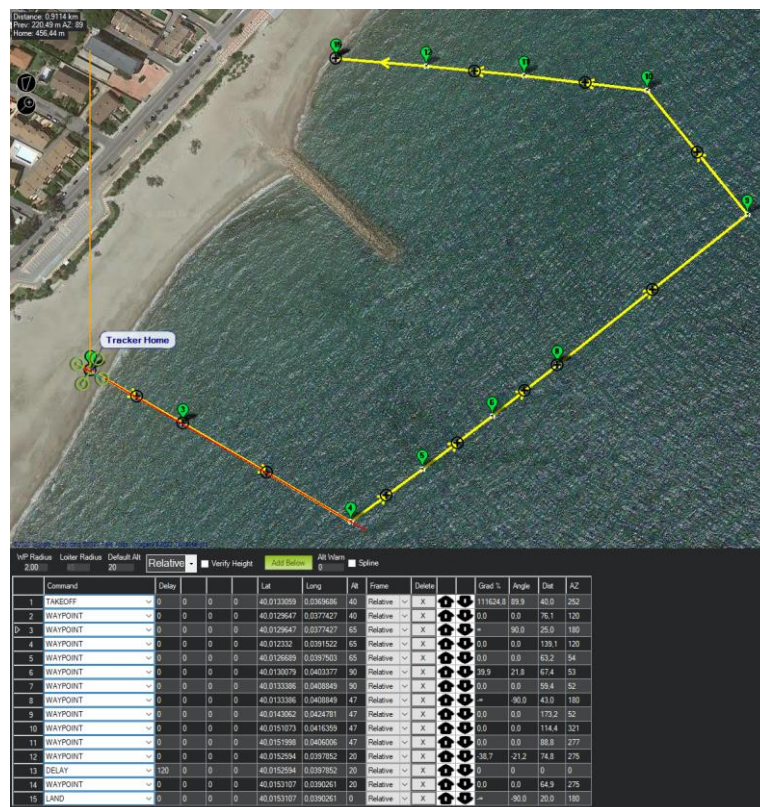 Distance: 0,9114 km
Prev: 220,49 m AZ: 89
Home: 456,44 m
12
11
10
9
Tracker Home
8
3
6
5
4
WP Radius Loiter Radius Default Alt Alt Warn
2,00 45 20 Relative Verify Height Add Below 0 Spline
Command Delay Lat Long Alt Frame Delete Grad % Angle Dist AZ
1 TAKEOFF 0 0 0 0 40,0133059 0,0369686 40 Relative X 111624,8 89,9 40,0 252
2 WAYPOINT 0 0 0 0 40,0129647 0,0377427 40 Relative X 0,0 0,0 76,1 120
3 WAYPOINT 0 0 0 0 40,0129647 0,0377427 65 Relative X ∞ 90,0 25,0 180
4 WAYPOINT 0 0 0 0 40,012332 0,0391522 65 Relative X 0,0 0,0 139,1 120
5 WAYPOINT 0 0 0 0 40,0126689 0,0397503 65 Relative X 0,0 0,0 63,2 54
6 WAYPOINT 0 0 0 0 40,0130079 0,0403377 90 Relative X 39,9 21,8 67,4 53
7 WAYPOINT 0 0 0 0 40,0133386 0,0408849 90 Relative X 0,0 0,0 59,4 52
8 WAYPOINT 0 0 0 0 40,0133386 0,0408849 47 Relative X -∞ -90,0 43,0 180
9 WAYPOINT 0 0 0 0 40,0143062 0,0424781 47 Relative X 0,0 0,0 173,2 52
10 WAYPOINT 0 0 0 0 40,0151073 0,0416359 47 Relative X 0,0 0,0 114,4 321
11 WAYPOINT 0 0 0 0 40,0151998 0,0406006 47 Relative X 0,0 0,0 88,8 277
12 WAYPOINT 0 0 0 0 40,0152594 0,0397852 20 Relative X -38,7 -21,2 74,8 275
13 DELAY 120 0 0 0 40,0152594 0,0397852 20 Relative X 0 0 0 0
14 WAYPOINT 0 0 0 0 40,0153107 0,0390261 20 Relative X 0,0 0,0 64,9 275
15 LAND 0 0 0 0 40,0153107 0,0390261 0 Relative X -∞ -90,0 20,0 180